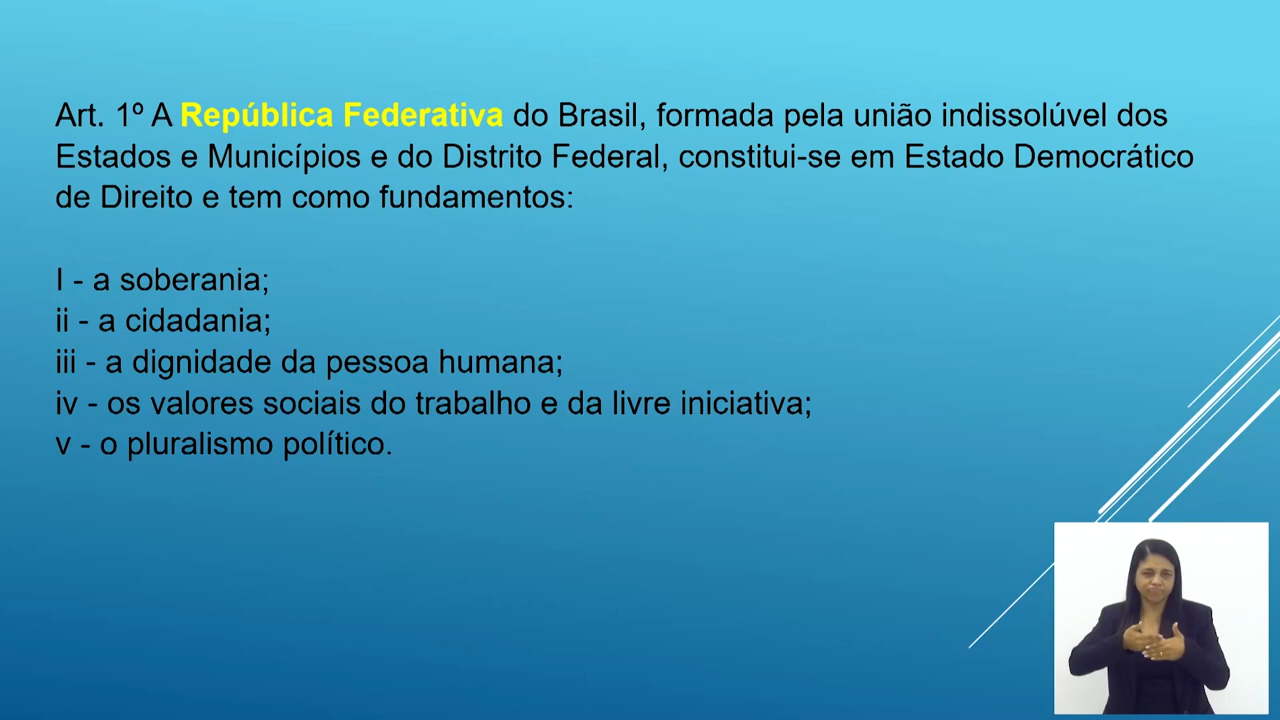 Art. 1º A República Federativa do Brasil, formada pela união indissolúvel dos
Estados e Municípios e do Distrito Federal, constitui-se em Estado Democrático
de Direito e tem como fundamentos:
I - a soberania;
ii - a cidadania;
iii - a dignidade da pessoa humana;
iv - os valores sociais do trabalho e da livre iniciativa;
v - o pluralismo político.